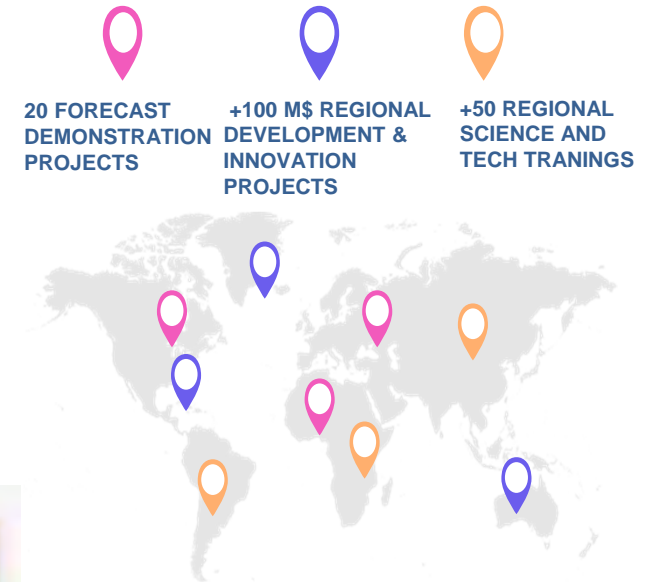 20 FORECAST
DEMONSTRATION
PROJECTS
+100 M$ REGIONAL
DEVELOPMENT &
INNOVATION
PROJECTS
+50 REGIONAL
SCIENCE AND
TECH TRANINGS